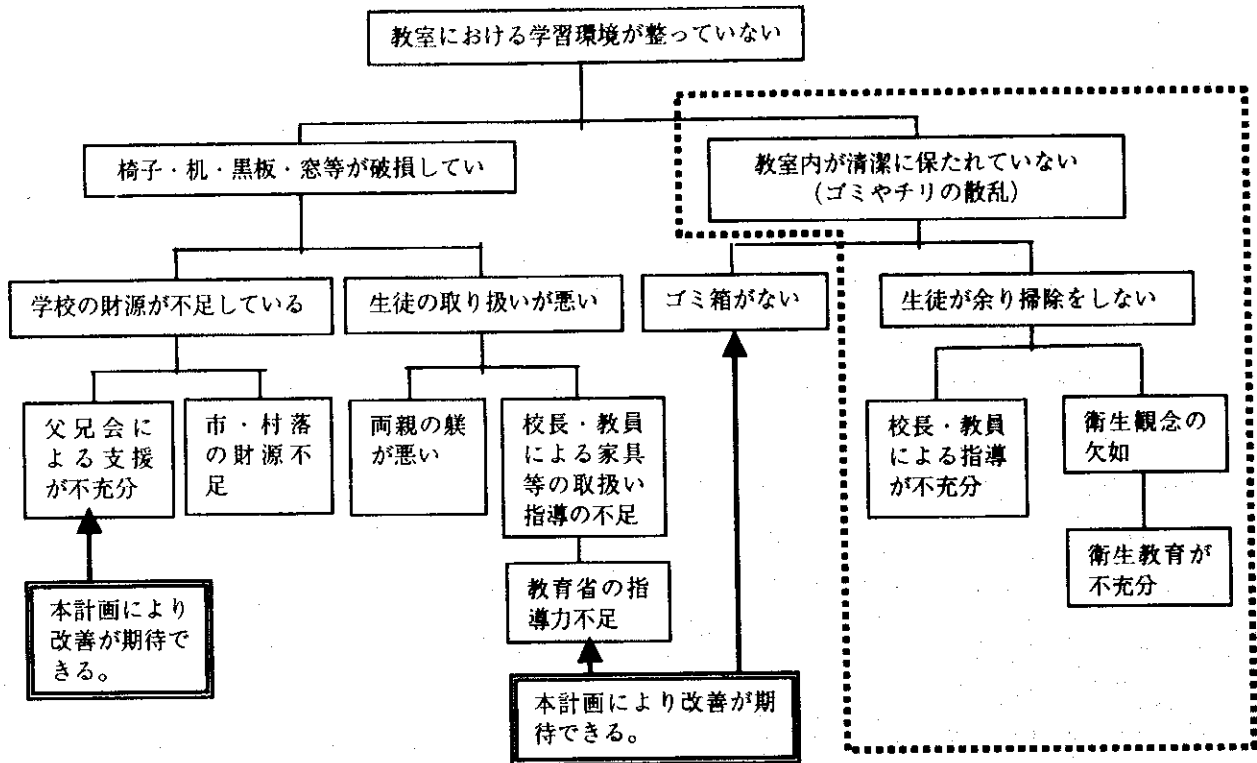 教室における学習環境が整っていない
椅子・机・黒板・窓等が破損してい
教室内が清潔に保たれていない
(ゴミやチリの散乱)
学校の財源が不足している
生徒の取り扱いが悪い
ゴミ箱がない
生徒が余り掃除をしない
父兄会に
よる支援
が不充分
市・村落
の財源不
足
両親の躾
が悪い
校長・教員
による家具
等の取扱い
指導の不足
校長・教員
による指導
が不充分
衛生観念の
欠如
教育省の指
導力不足
衛生教育が
不充分
本計画により
改善が期待で
きる。
本計画により改善が期
待できる。